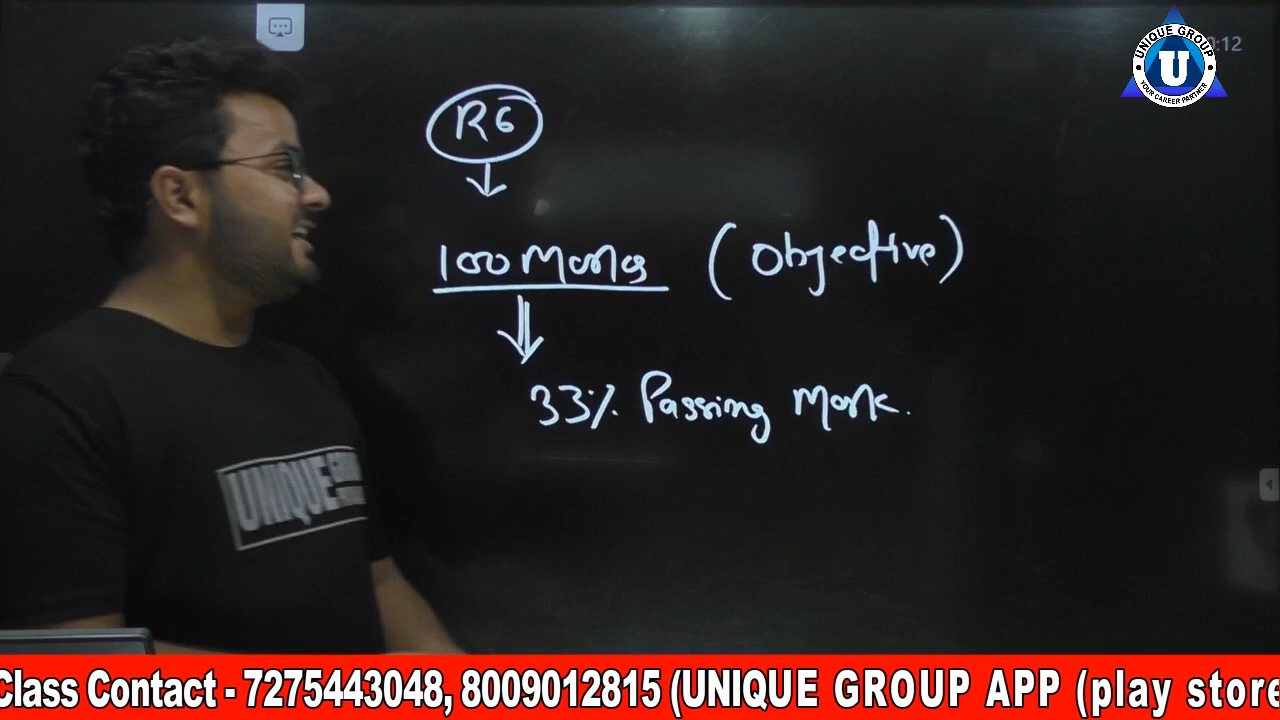 UNIQUE GROUP
U
YOUR CAREER PARTNER
:12
R6
100 Marks (Objective)
33% Passing Mark.
UNIQUE
Class Contact - 7275443048, 8009012815 (UNIQUE GROUP APP (play store